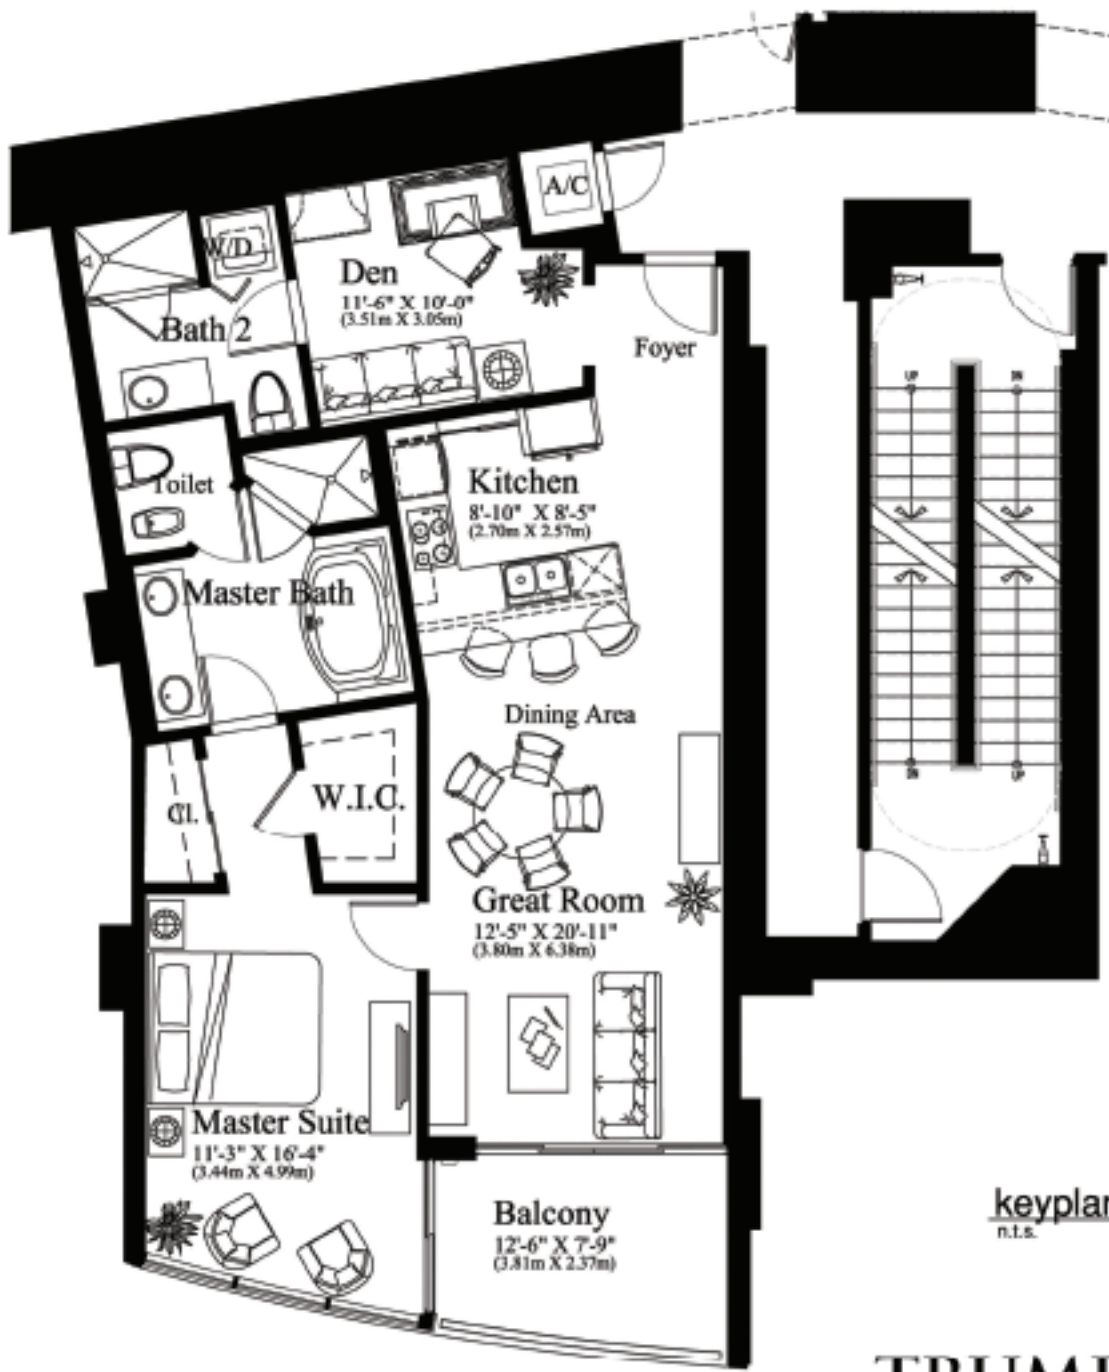 A/C
W/D
Den
11'-6" X 10'-0"
(3.51m X 3.05m)
Bath 2
Foyer
UP
DN
Kitchen
8'-10" X 8'-5"
(2.70m X 2.57m)
Toilet
Master Bath
Dining Area
DN
UP
W.I.C.
Cl.
Great Room
12'-5" X 20'-11"
(3.80m X 6.38m)
Master Suite
11'-3" X 16'-4"
(3.44m X 4.99m)
Balcony
12'-6" X 7'-9"
(3.81m X 2.37m)
keyplan
n.t.s.